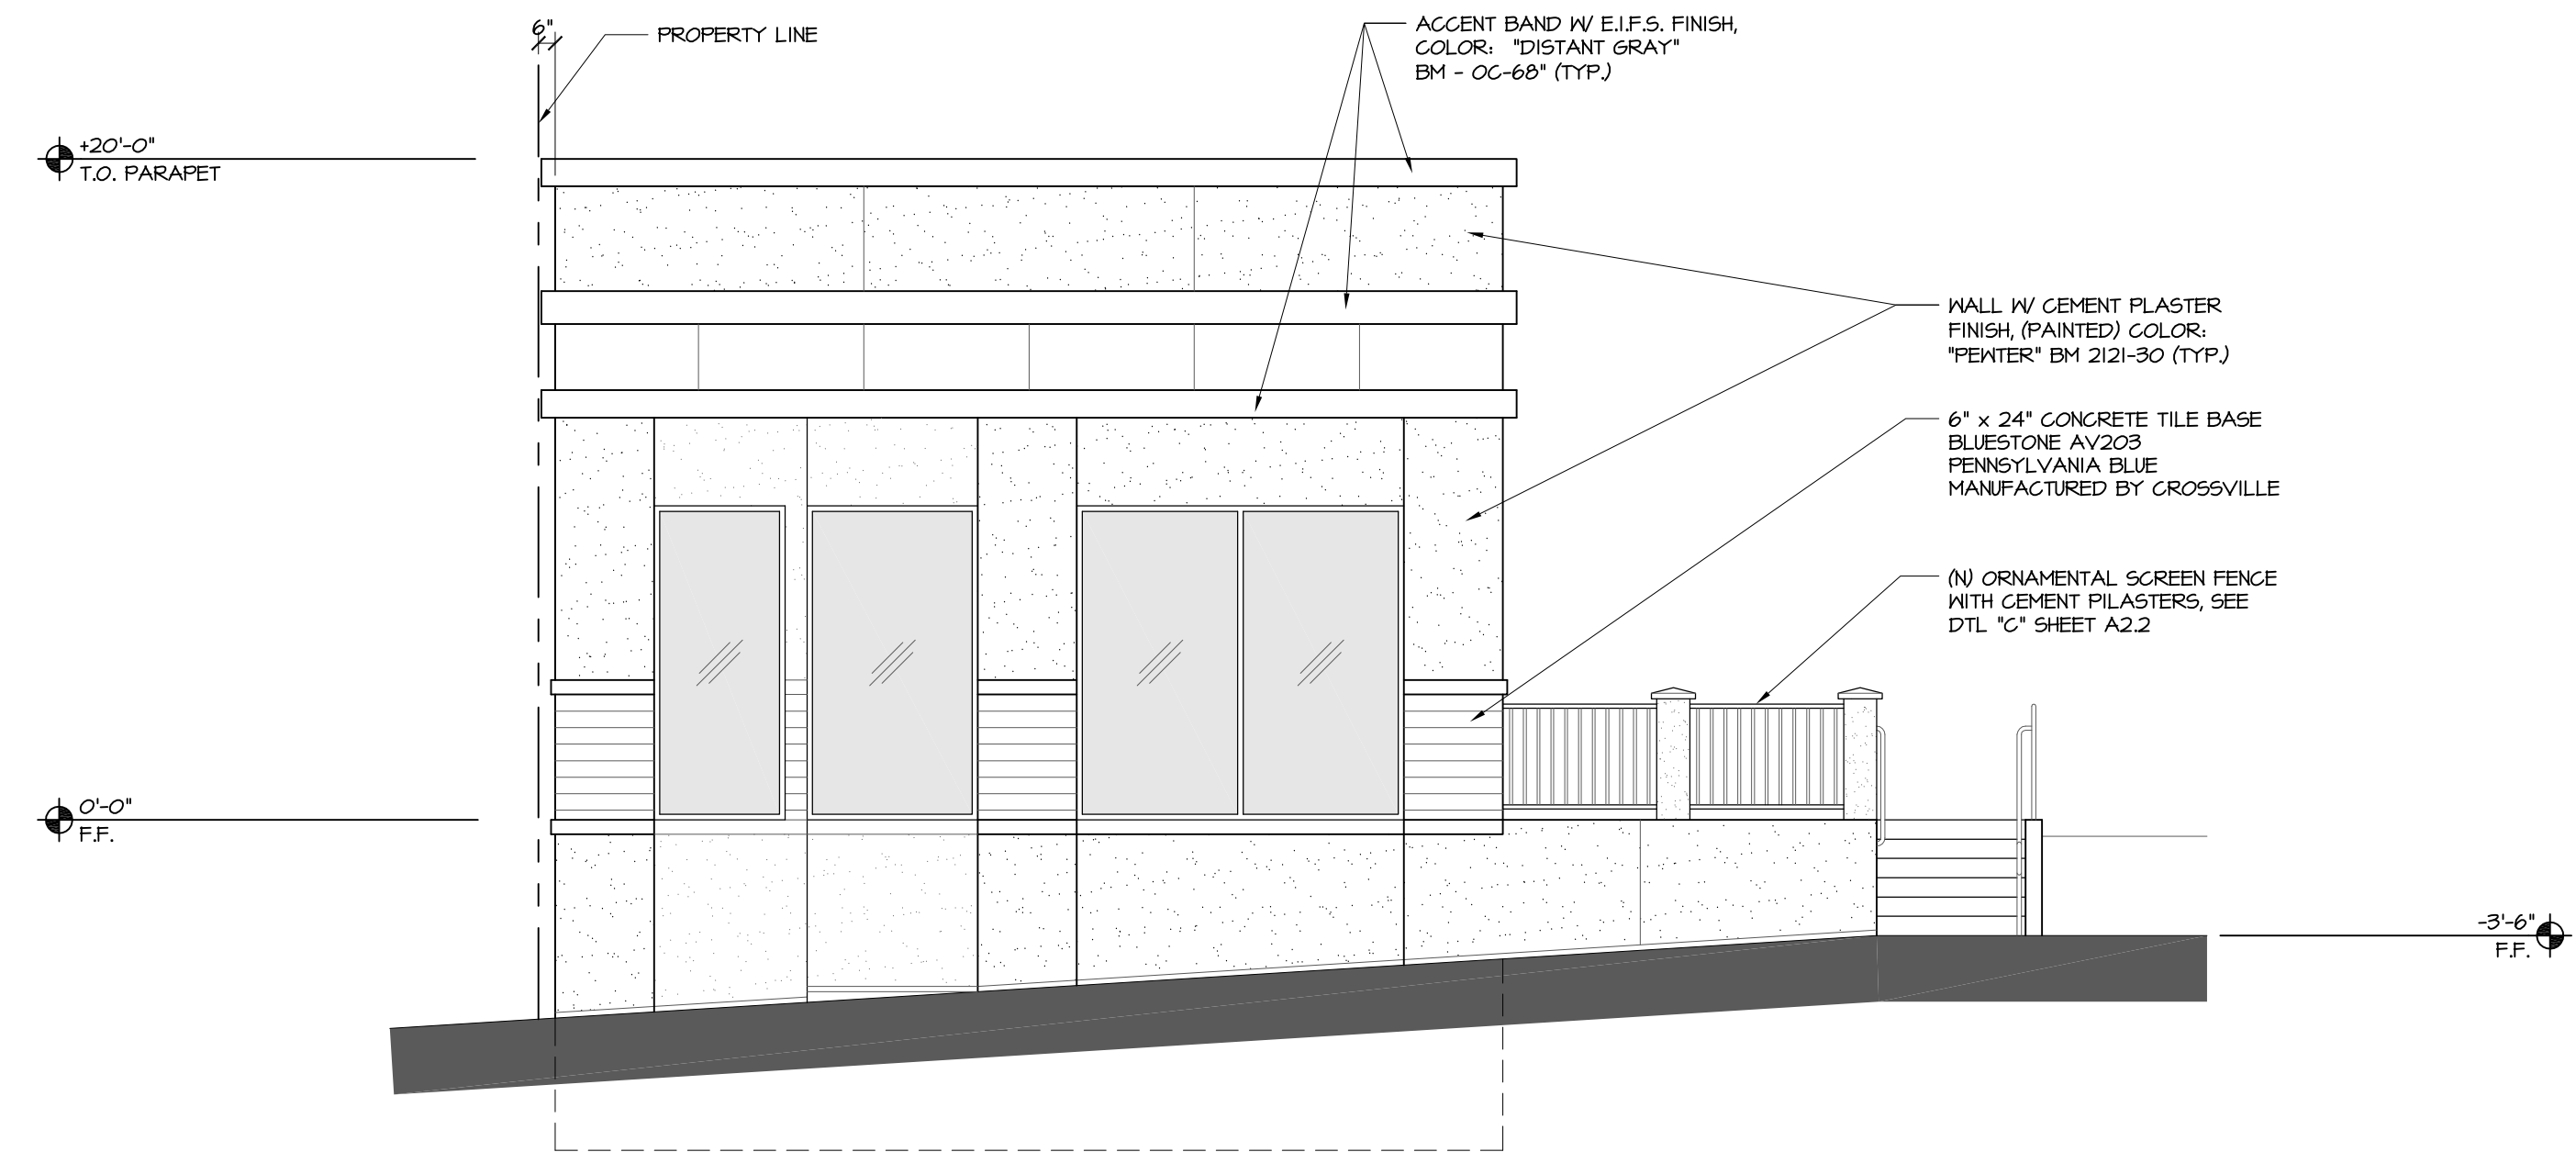 6"
PROPERTY LINE
ACCENT BAND W/ E.I.F.S. FINISH,
COLOR: "DISTANT GRAY"
BM - OC-68" (TYP.)
+20'-0"
T.O. PARAPET
WALL W/ CEMENT PLASTER
FINISH, (PAINTED) COLOR:
"PEWTER" BM 2121-30 (TYP.)
6" x 24" CONCRETE TILE BASE
BLUESTONE AV203
PENNSYLVANIA BLUE
MANUFACTURED BY CROSSVILLE
(N) ORNAMENTAL SCREEN FENCE
WITH CEMENT PILASTERS, SEE
DTL "C" SHEET A2.2
0'-0"
F.F.
-3'-6"
F.F.